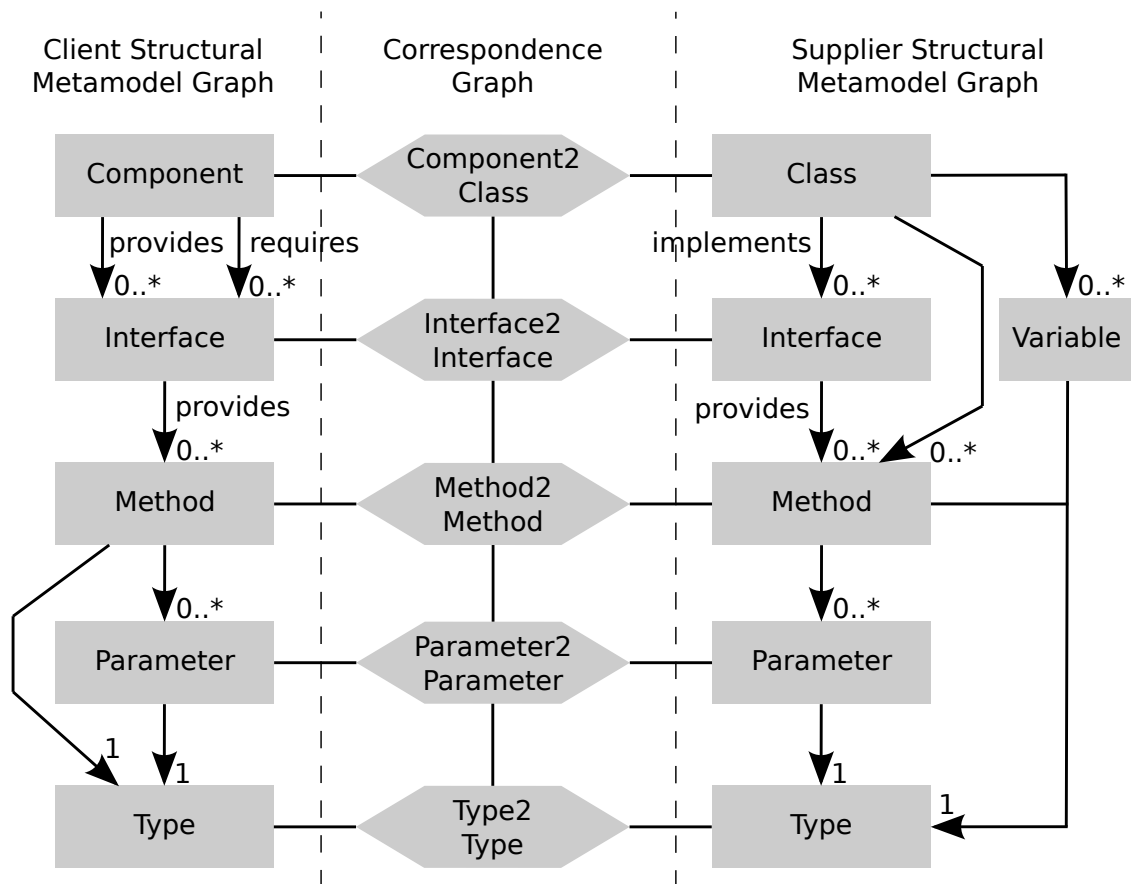 Client Structural
Metamodel Graph
Correspondence
Graph
Supplier Structural
Metamodel Graph
Component
Component2
Class
Class
provides
requires
implements
0..*
0..*
0..*
0..*
Interface
Interface2
Interface
Interface
Variable
provides
provides
0..*
0..*
0..*
Method
Method2
Method
Method
0..*
0..*
Parameter
Parameter2
Parameter
Parameter
1
1
1
1
Type
Type2
Type
Type